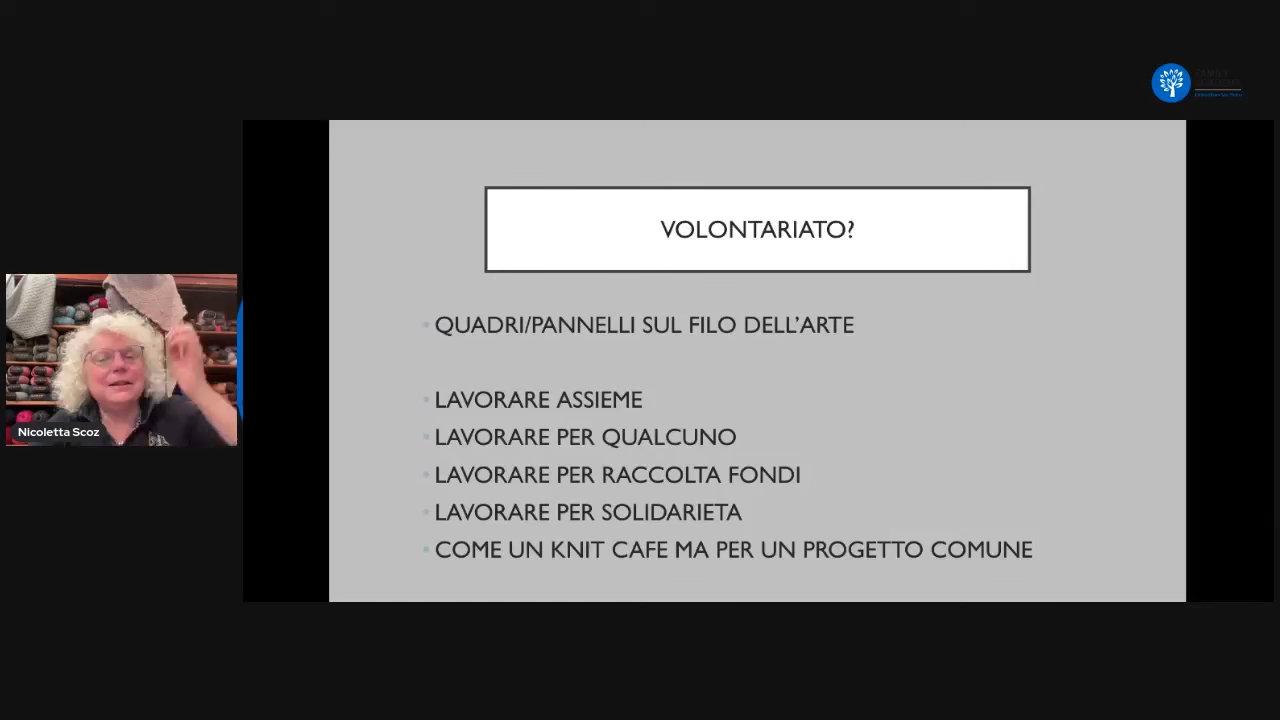 VOLONTARIATO?
QUADRI/PANNELLI SUL FILO DELL'ARTE
LAVORARE ASSIEME
LAVORARE PER QUALCUNO
LAVORARE PER RACCOLTA FONDI
LAVORARE PER SOLIDARIETA
COME UN KNIT CAFE MA PER UN PROGETTO COMUNE
Nicoletta Scoz